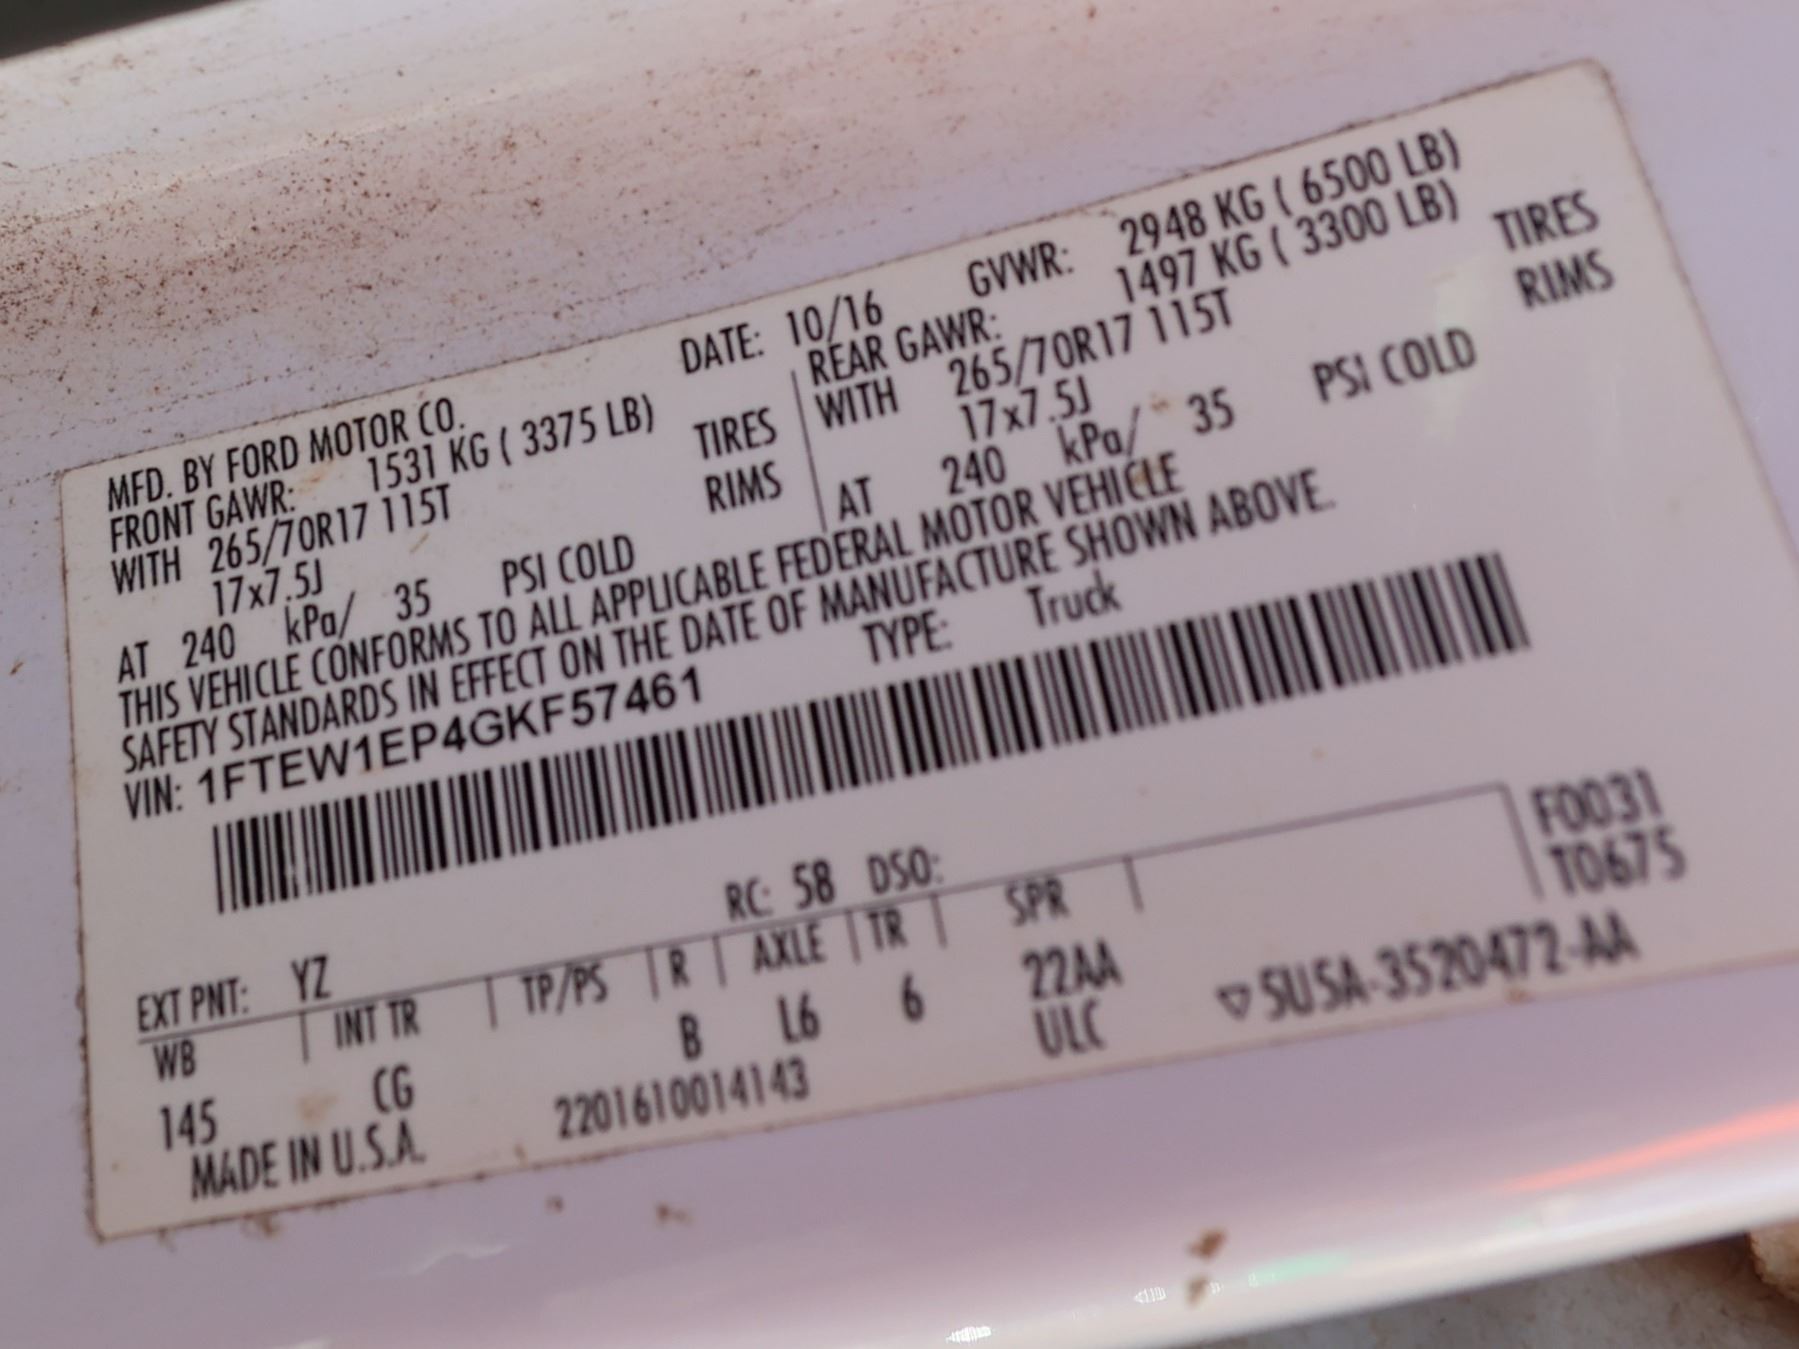 MFD. BY FORD MOTOR CO. DATE: 10/16 GVWR: 2948 KG ( 6500 LB)
FRONT GAWR: 1531 KG ( 3375 LB) REAR GAWR: 1497 KG ( 3300 LB)
WITH 265/70R17 115T TIRES WITH 265/70R17 115T TIRES
17x7.5J RIMS 17x7.5J RIMS
AT 240 kPa/ 35 PSI COLD AT 240 kPa/ 35 PSI COLD
THIS VEHICLE CONFORMS TO ALL APPLICABLE FEDERAL MOTOR VEHICLE
SAFETY STANDARDS IN EFFECT ON THE DATE OF MANUFACTURE SHOWN ABOVE.
VIN: 1FTEW1EP4GKF57461 TYPE: Truck
F0031
T0675
EXT PNT: YZ RC: 58 DSO:
WB INT TR TP/PS R AXLE TR SPR
145 CG B L6 6 22AA
ULC
MADE IN U.S.A. 2201610014143 ▽5U5A-3520472-AA